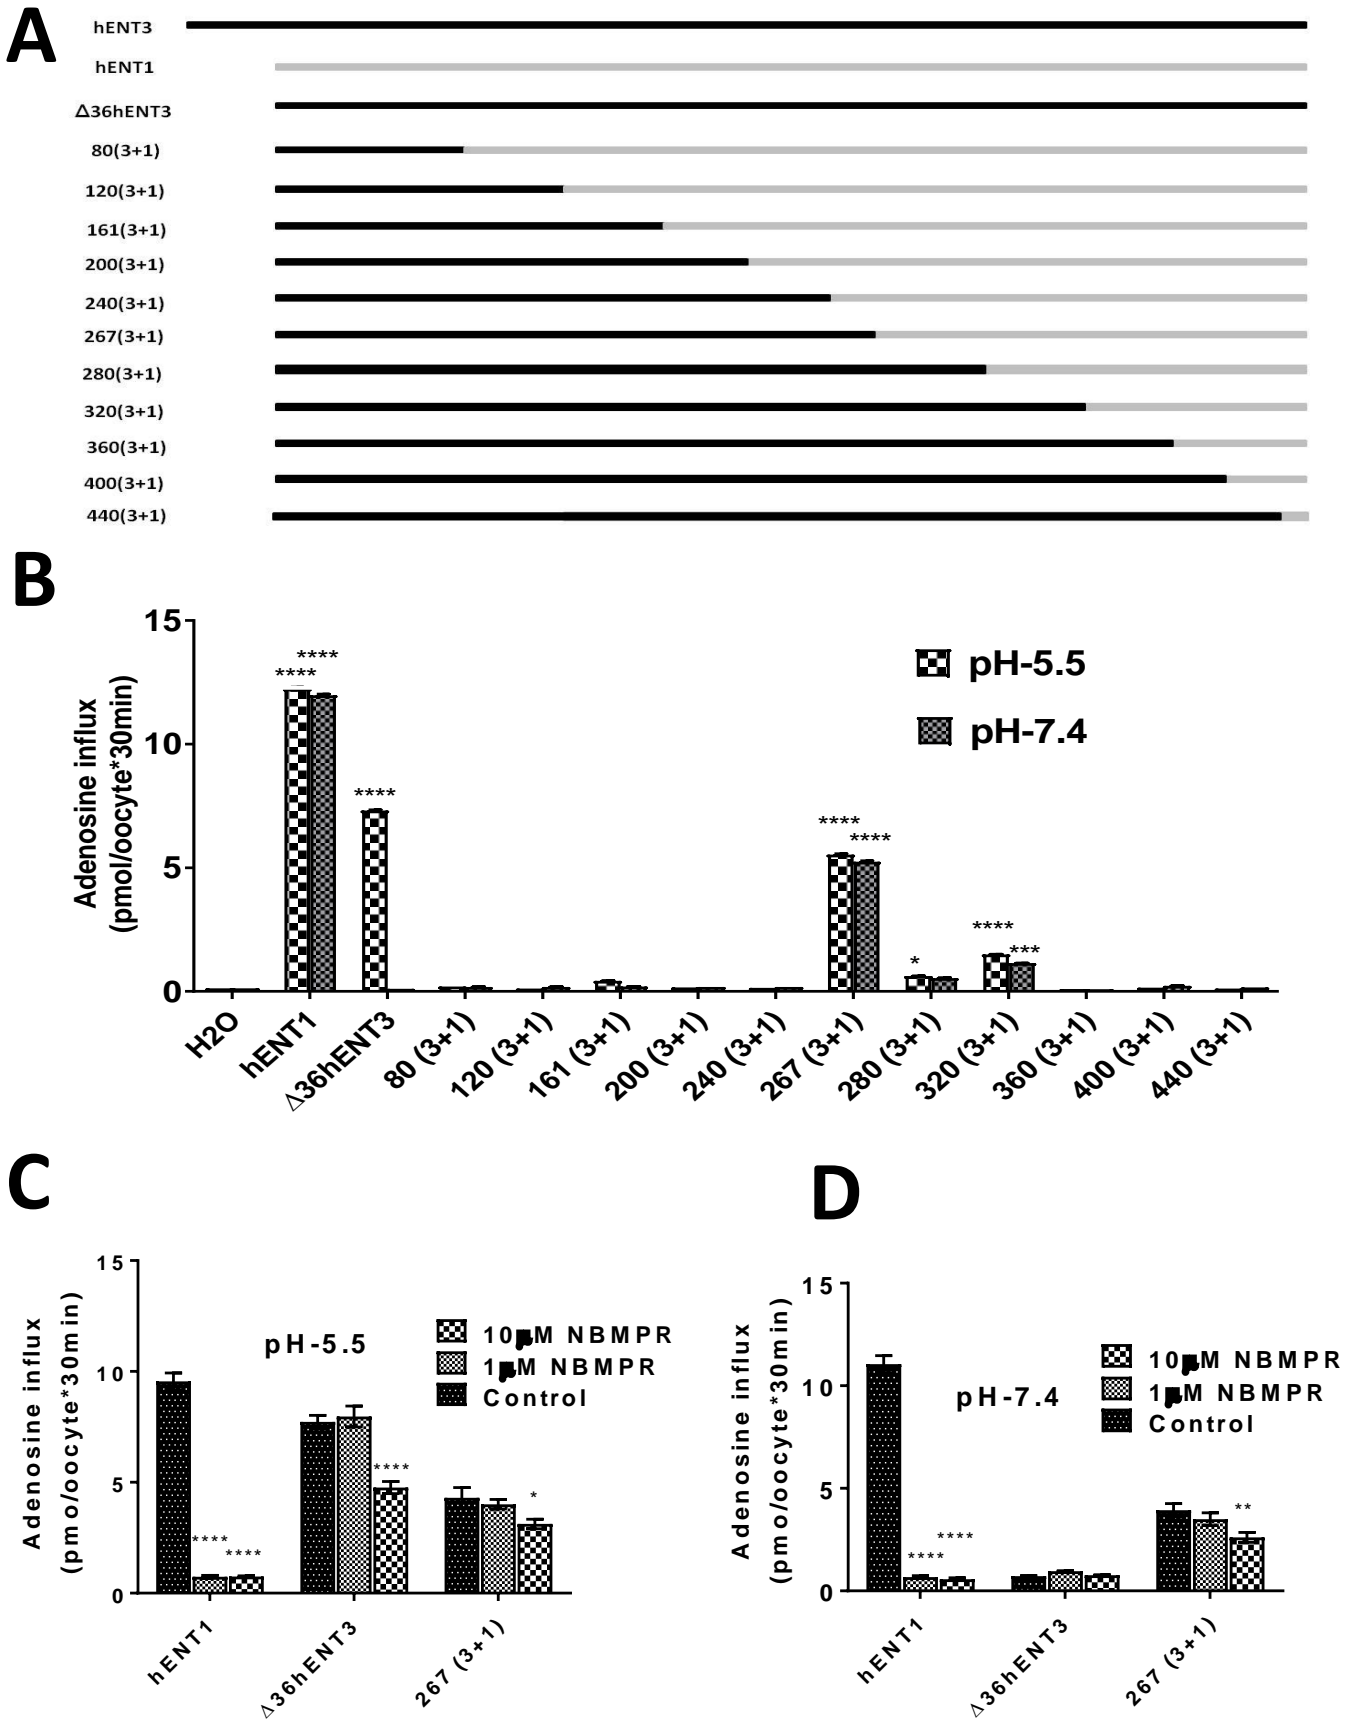 A
hENT3
hENT1
Δ36hENT3
80(3+1)
120(3+1)
161(3+1)
200(3+1)
240(3+1)
267(3+1)
280(3+1)
320(3+1)
360(3+1)
400(3+1)
440(3+1)
B
Adenosine influx
(pmol/oocyte*30min)
15
10
5
0
****
****
****
****
****
*
****
***
pH-5.5
pH-7.4
H2O
hENT1
Δ36hENT3
80 (3+1)
120 (3+1)
161 (3+1)
200 (3+1)
240 (3+1)
267 (3+1)
280 (3+1)
320 (3+1)
360 (3+1)
400 (3+1)
440 (3+1)
C
Adenosine influx
(pmo/oocyte*30min)
15
10
5
0
pH-5.5
10μM NBMPR
1μM NBMPR
Control
****
****
****
*
hENT1
Δ36hENT3
267 (3+1)
D
Adenosine influx
(pmo/oocyte*30min)
15
10
5
0
pH-7.4
10μM NBMPR
1μM NBMPR
Control
****
****
**
hENT1
Δ36hENT3
267 (3+1)